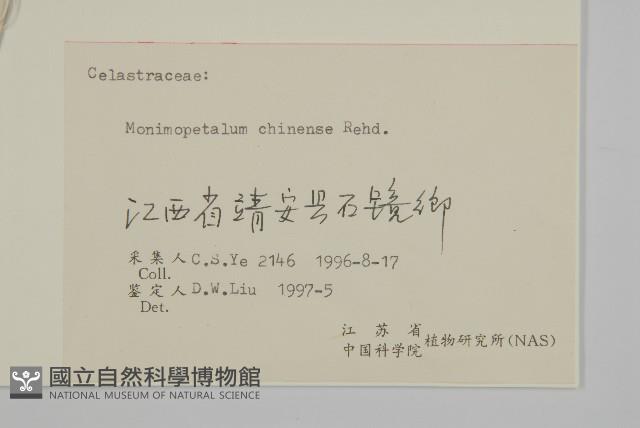 Celastraceae:
Monimopetalum chinense Rehd.
江西省靖安县石镜鄉
采集人 C.S.Ye 2146 1996-8-17
Coll.
鉴定人 D.W.Liu 1997-5
Det.
江苏省
中国科学院 植物研究所(NAS)
國立自然科學博物館
NATIONAL MUSEUM OF NATURAL SCIENCE